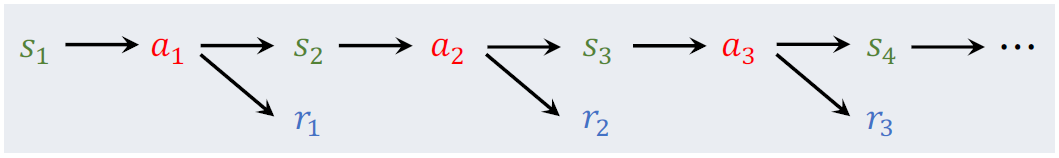 s₁ a₁ s₂ a₂ s₃ a₃ s₄ ⋯
r₁ r₂ r₃